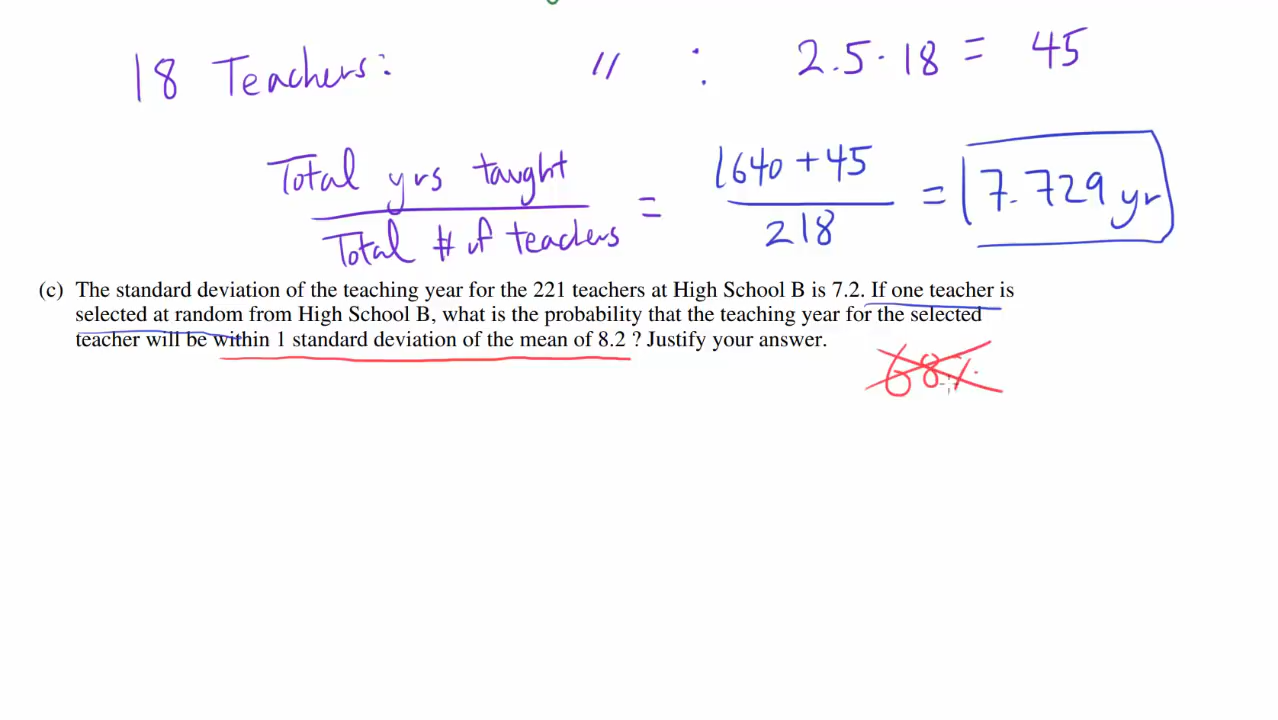 18 Teachers: 〃 : 2.5·18 = 45
Total yrs taught / Total # of teachers = 1640+45 / 218 = 7.729 yr
(c) The standard deviation of the teaching year for the 221 teachers at High School B is 7.2. If one teacher is
selected at random from High School B, what is the probability that the teaching year for the selected
teacher will be within 1 standard deviation of the mean of 8.2 ? Justify your answer.
68%